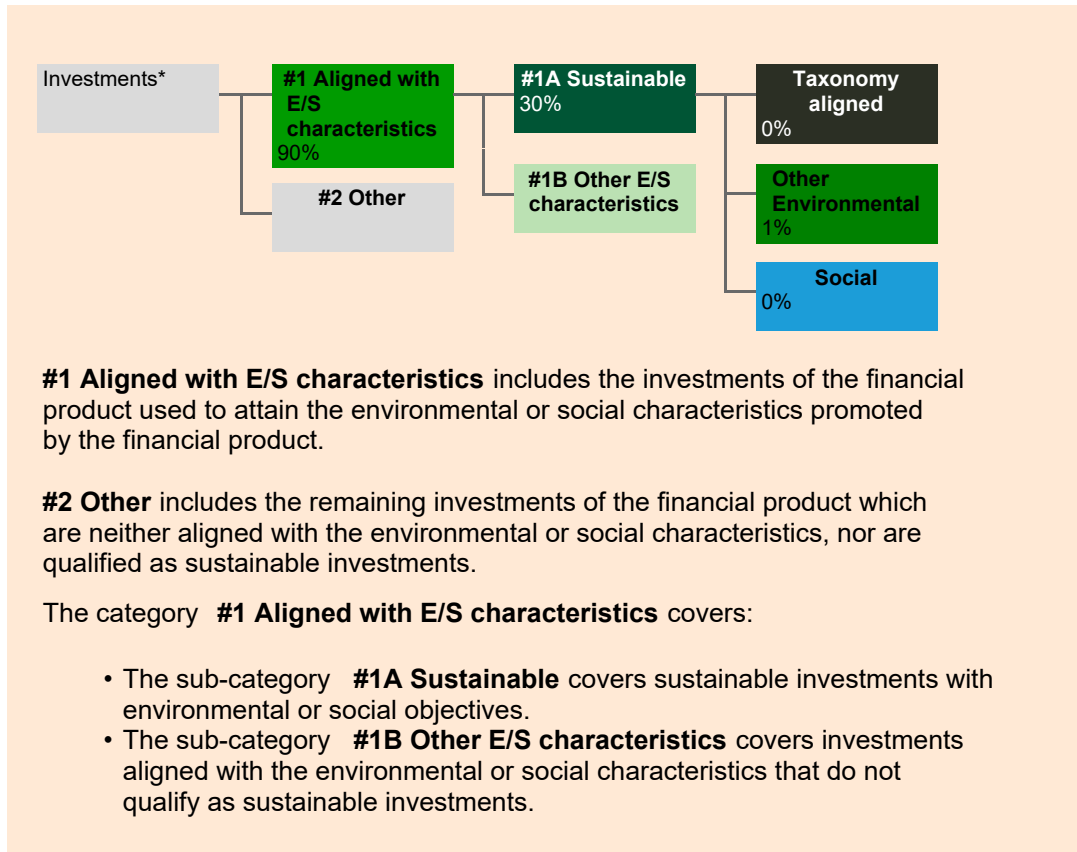 Investments*
#1 Aligned with
E/S
characteristics
90%
#2 Other
#1A Sustainable
30%
#1B Other E/S
characteristics
Taxonomy
aligned
0%
Other
Environmental
1%
Social
0%
#1 Aligned with E/S characteristics includes the investments of the financial
product used to attain the environmental or social characteristics promoted
by the financial product.
#2 Other includes the remaining investments of the financial product which
are neither aligned with the environmental or social characteristics, nor are
qualified as sustainable investments.
The category #1 Aligned with E/S characteristics covers:
• The sub-category #1A Sustainable covers sustainable investments with
environmental or social objectives.
• The sub-category #1B Other E/S characteristics covers investments
aligned with the environmental or social characteristics that do not
qualify as sustainable investments.